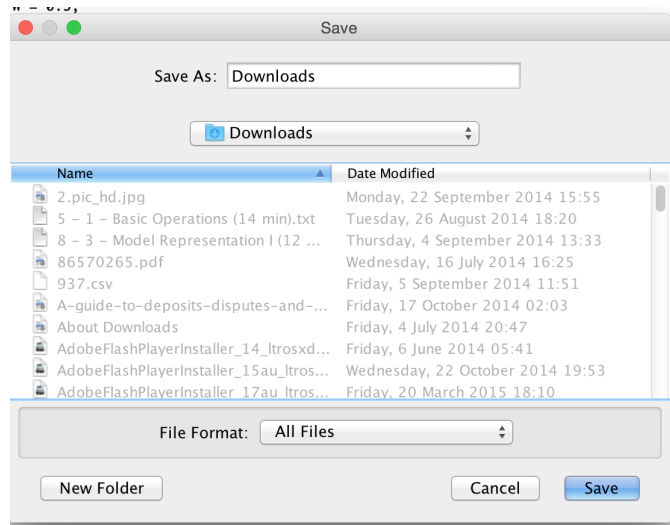 w = 0.5;
Save
Save As: Downloads
Downloads
Name Date Modified
2.pic_hd.jpg Monday, 22 September 2014 15:55
5 – 1 – Basic Operations (14 min).txt Tuesday, 26 August 2014 18:20
8 – 3 – Model Representation I (12 ... Thursday, 4 September 2014 13:33
86570265.pdf Wednesday, 16 July 2014 16:25
937.csv Friday, 5 September 2014 11:51
A-guide-to-deposits-disputes-and-... Friday, 17 October 2014 02:03
About Downloads Friday, 4 July 2014 20:47
AdobeFlashPlayerInstaller_14_ltrosxd... Friday, 6 June 2014 05:41
AdobeFlashPlayerInstaller_15au_ltros... Wednesday, 22 October 2014 19:53
AdobeFlashPlayerInstaller_17au_ltros... Friday, 20 March 2015 18:10
File Format: All Files
New Folder Cancel Save